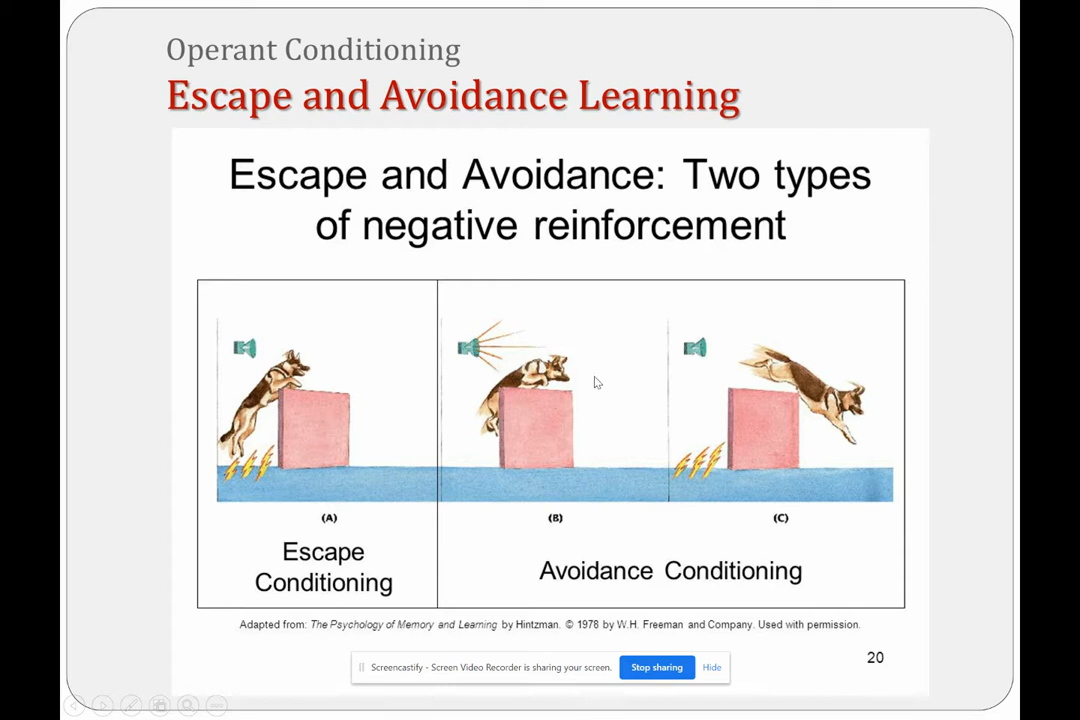 Operant Conditioning
Escape and Avoidance Learning
Escape and Avoidance: Two types
of negative reinforcement
(A)
(B)
(C)
Escape
Conditioning
Avoidance Conditioning
Adapted from: The Psychology of Memory and Learning by Hintzman. © 1978 by W.H. Freeman and Company. Used with permission.
20
Screencastify - Screen Video Recorder is sharing your screen.
Stop sharing
Hide